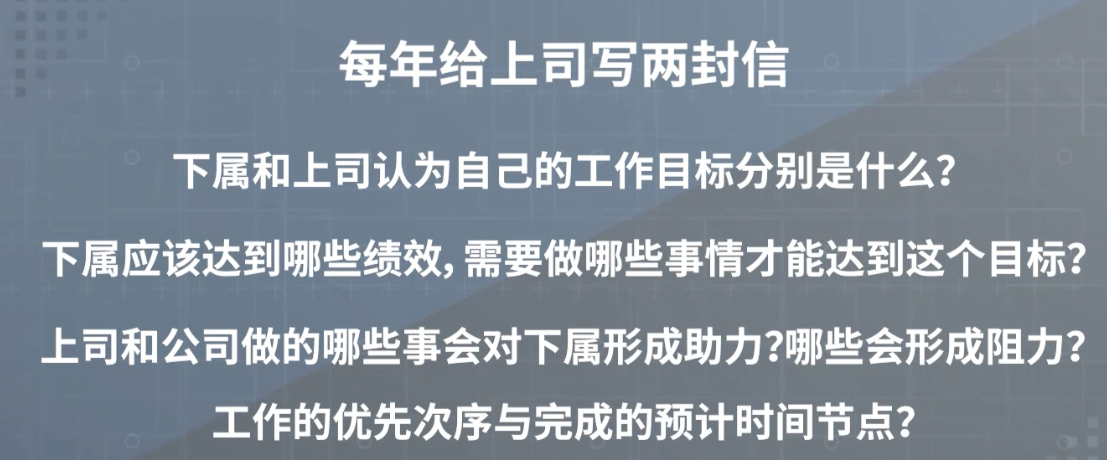 每年给上司写两封信
下属和上司认为自己的工作目标分别是什么？
下属应该达到哪些绩效，需要做哪些事情才能达到这个目标？
上司和公司做的哪些事会对下属形成助力？哪些会形成阻力？
工作的优先次序与完成的预计时间节点？